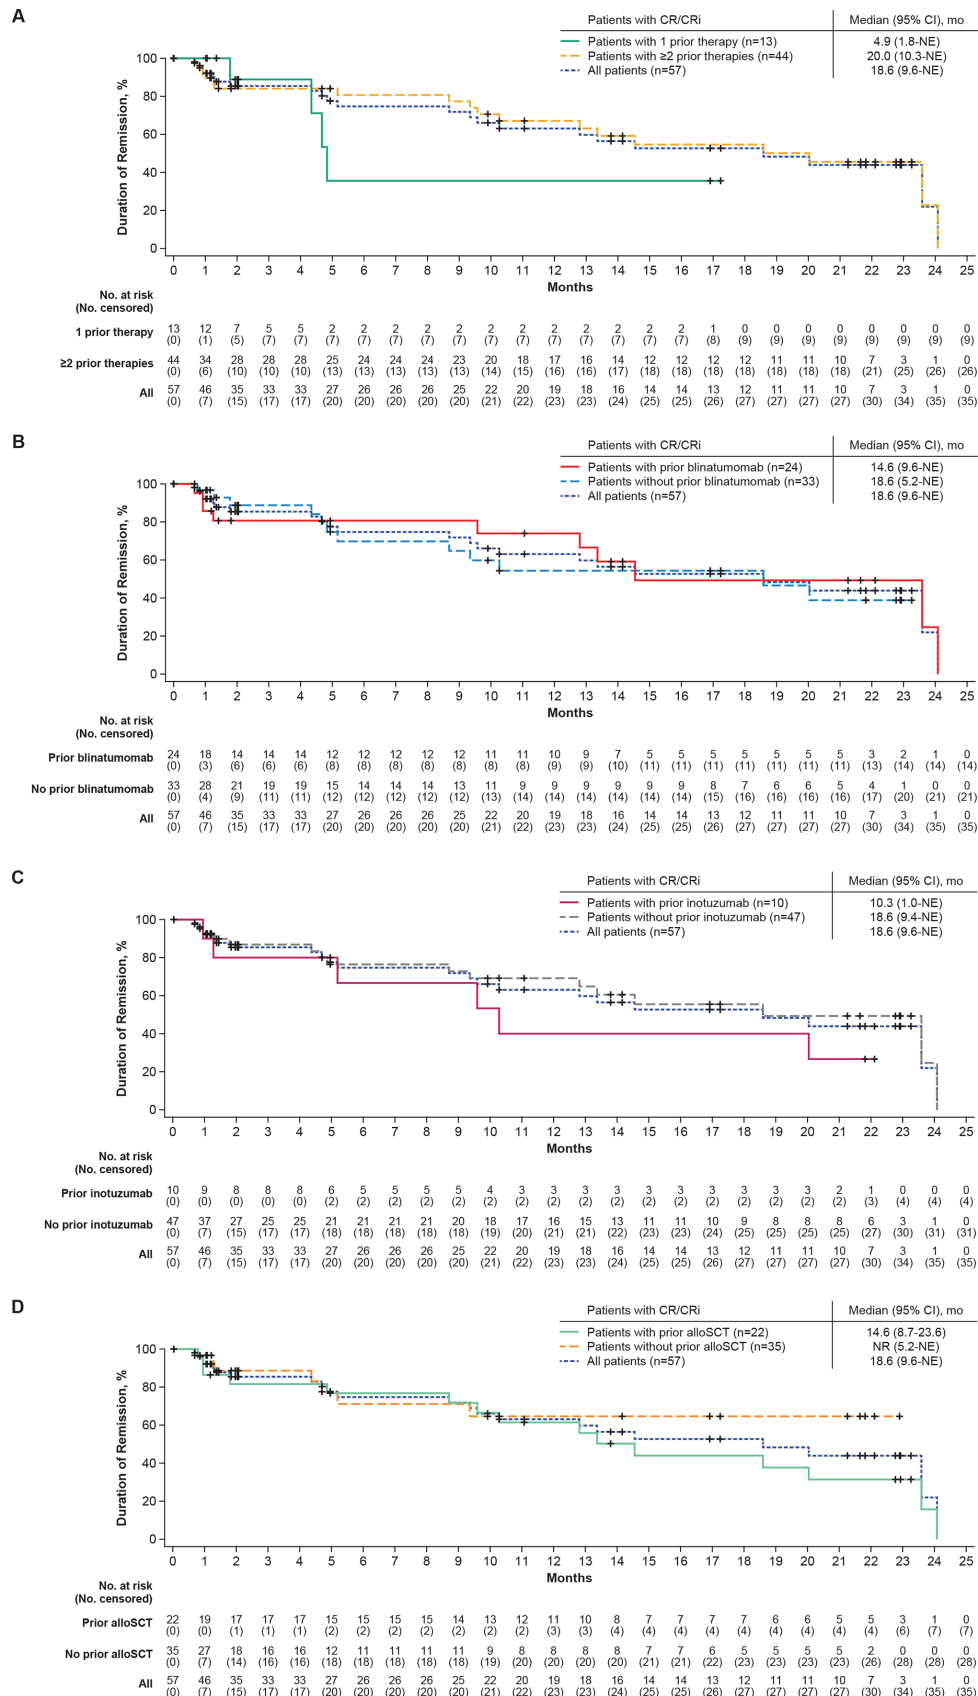 A
Patients with CR/CRi Median (95% CI), mo
Patients with 1 prior therapy (n=13) 4.9 (1.8-NE)
Patients with ≥2 prior therapies (n=44) 20.0 (10.3-NE)
All patients (n=57) 18.6 (9.6-NE)
Duration of Remission, %
100
80
60
40
20
0
0 1 2 3 4 5 6 7 8 9 10 11 12 13 14 15 16 17 18 19 20 21 22 23 24 25
Months
No. at risk
(No. censored)
1 prior therapy 13 12 7 5 5 2 2 2 2 2 2 2 2 2 2 2 2 1 0 0 0 0 0 0 0 0
(0) (1) (5) (7) (7) (7) (7) (7) (7) (7) (7) (7) (7) (7) (7) (7) (7) (8) (9) (9) (9) (9) (9) (9) (9) (9)
≥2 prior therapies 44 34 28 28 28 25 24 24 24 23 20 18 17 16 14 12 12 12 12 11 11 10 7 3 1 0
(0) (6) (10) (10) (10) (13) (13) (13) (13) (13) (14) (15) (16) (16) (17) (18) (18) (18) (18) (18) (18) (18) (21) (25) (26) (26)
All 57 46 35 33 33 27 26 26 26 25 22 20 19 18 16 14 14 13 12 11 11 10 7 3 1 0
(0) (7) (15) (17) (17) (20) (20) (20) (20) (20) (21) (22) (23) (23) (24) (25) (25) (26) (27) (27) (27) (27) (30) (34) (35) (35)
B
Patients with CR/CRi Median (95% CI), mo
Patients with prior blinatumomab (n=24) 14.6 (9.6-NE)
Patients without prior blinatumomab (n=33) 18.6 (5.2-NE)
All patients (n=57) 18.6 (9.6-NE)
Duration of Remission, %
100
80
60
40
20
0
0 1 2 3 4 5 6 7 8 9 10 11 12 13 14 15 16 17 18 19 20 21 22 23 24 25
Months
No. at risk
(No. censored)
Prior blinatumomab 24 18 14 14 14 12 12 12 12 12 11 11 10 9 7 5 5 5 5 5 5 5 3 2 1 0
(0) (3) (6) (6) (6) (8) (8) (8) (8) (8) (8) (8) (9) (9) (10) (11) (11) (11) (11) (11) (11) (11) (13) (14) (14) (14)
No prior blinatumomab 33 28 21 19 19 15 14 14 14 13 11 9 9 9 9 9 9 8 7 6 6 5 4 1 0 0
(0) (4) (9) (11) (11) (12) (12) (12) (12) (12) (13) (14) (14) (14) (14) (14) (14) (15) (16) (16) (16) (16) (17) (20) (21) (21)
All 57 46 35 33 33 27 26 26 26 25 22 20 19 18 16 14 14 13 12 11 11 10 7 3 1 0
(0) (7) (15) (17) (17) (20) (20) (20) (20) (20) (21) (22) (23) (23) (24) (25) (25) (26) (27) (27) (27) (27) (30) (34) (35) (35)
C
Patients with CR/CRi Median (95% CI), mo
Patients with prior inotuzumab (n=10) 10.3 (1.0-NE)
Patients without prior inotuzumab (n=47) 18.6 (9.4-NE)
All patients (n=57) 18.6 (9.6-NE)
Duration of Remission, %
100
80
60
40
20
0
0 1 2 3 4 5 6 7 8 9 10 11 12 13 14 15 16 17 18 19 20 21 22 23 24 25
Months
No. at risk
(No. censored)
Prior inotuzumab 10 9 8 8 8 6 5 5 5 5 4 3 3 3 3 3 3 3 3 3 3 2 1 0 0 0
(0) (0) (0) (0) (0) (2) (2) (2) (2) (2) (2) (2) (2) (2) (2) (2) (2) (2) (2) (2) (2) (2) (3) (4) (4) (4)
No prior inotuzumab 47 37 27 25 25 21 21 21 21 20 18 17 16 15 13 11 11 10 9 8 8 8 6 3 1 0
(0) (7) (15) (17) (17) (18) (18) (18) (18) (18) (19) (20) (21) (21) (22) (23) (23) (24) (25) (25) (25) (25) (27) (30) (31) (31)
All 57 46 35 33 33 27 26 26 26 25 22 20 19 18 16 14 14 13 12 11 11 10 7 3 1 0
(0) (7) (15) (17) (17) (20) (20) (20) (20) (20) (21) (22) (23) (23) (24) (25) (25) (26) (27) (27) (27) (27) (30) (34) (35) (35)
D
Patients with CR/CRi Median (95% CI), mo
Patients with prior alloSCT (n=22) 14.6 (8.7-23.6)
Patients without prior alloSCT (n=35) NR (5.2-NE)
All patients (n=57) 18.6 (9.6-NE)
Duration of Remission, %
100
80
60
40
20
0
0 1 2 3 4 5 6 7 8 9 10 11 12 13 14 15 16 17 18 19 20 21 22 23 24 25
Months
No. at risk
(No. censored)
Prior alloSCT 22 19 17 17 17 15 15 15 15 14 13 12 11 10 8 7 7 7 7 6 6 5 5 3 1 0
(0) (0) (1) (1) (1) (2) (2) (2) (2) (2) (2) (2) (3) (3) (4) (4) (4) (4) (4) (4) (4) (4) (4) (6) (7) (7)
No prior alloSCT 35 27 18 16 16 12 11 11 11 11 9 8 8 8 8 7 7 6 5 5 5 5 2 0 0 0
(0) (7) (14) (16) (16) (18) (18) (18) (18) (18) (19) (20) (20) (20) (20) (21) (21) (22) (23) (23) (23) (23) (26) (28) (28) (28)
All 57 46 35 33 33 27 26 26 26 25 22 20 19 18 16 14 14 13 12 11 11 10 7 3 1 0
(0) (7) (15) (17) (17) (20) (20) (20) (20) (20) (21) (22) (23) (23) (24) (25) (25) (26) (27) (27) (27) (27) (30) (34) (35) (35)